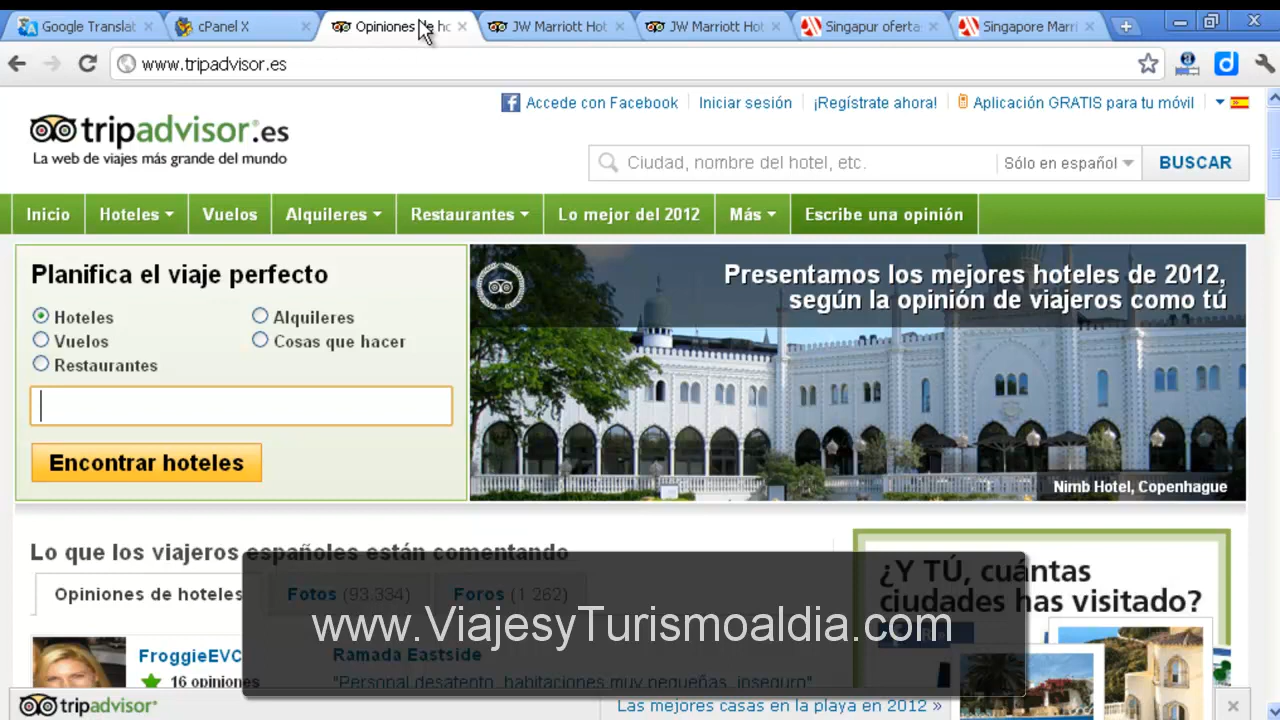 Google Translat
cPanel X
Opiniones de ho
JW Marriott Hot
JW Marriott Hot
Singapur oferta
Singapore Marri
www.tripadvisor.es
Accede con Facebook
Iniciar sesión
¡Regístrate ahora!
Aplicación GRATIS para tu móvil
tripadvisor.es
La web de viajes más grande del mundo
Ciudad, nombre del hotel, etc.
Sólo en español
BUSCAR
Inicio
Hoteles
Vuelos
Alquileres
Restaurantes
Lo mejor del 2012
Más
Escribe una opinión
Planifica el viaje perfecto
Hoteles
Alquileres
Vuelos
Cosas que hacer
Restaurantes
Encontrar hoteles
Presentamos los mejores hoteles de 2012,
según la opinión de viajeros como tú
Nimb Hotel, Copenhague
Lo que los viajeros españoles están comentando
Opiniones de hoteles
Fotos (93.334)
Foros (1.262)
¿Y TÚ, cuántas
ciudades has visitado?
www.ViajesyTurismoaldia.com
FroggieEVC
16 opiniones
Ramada Eastside
"Personal desatento, habitaciones muy pequeñas, inseguro"
Las mejores casas en la playa en 2012 »
tripadvisor